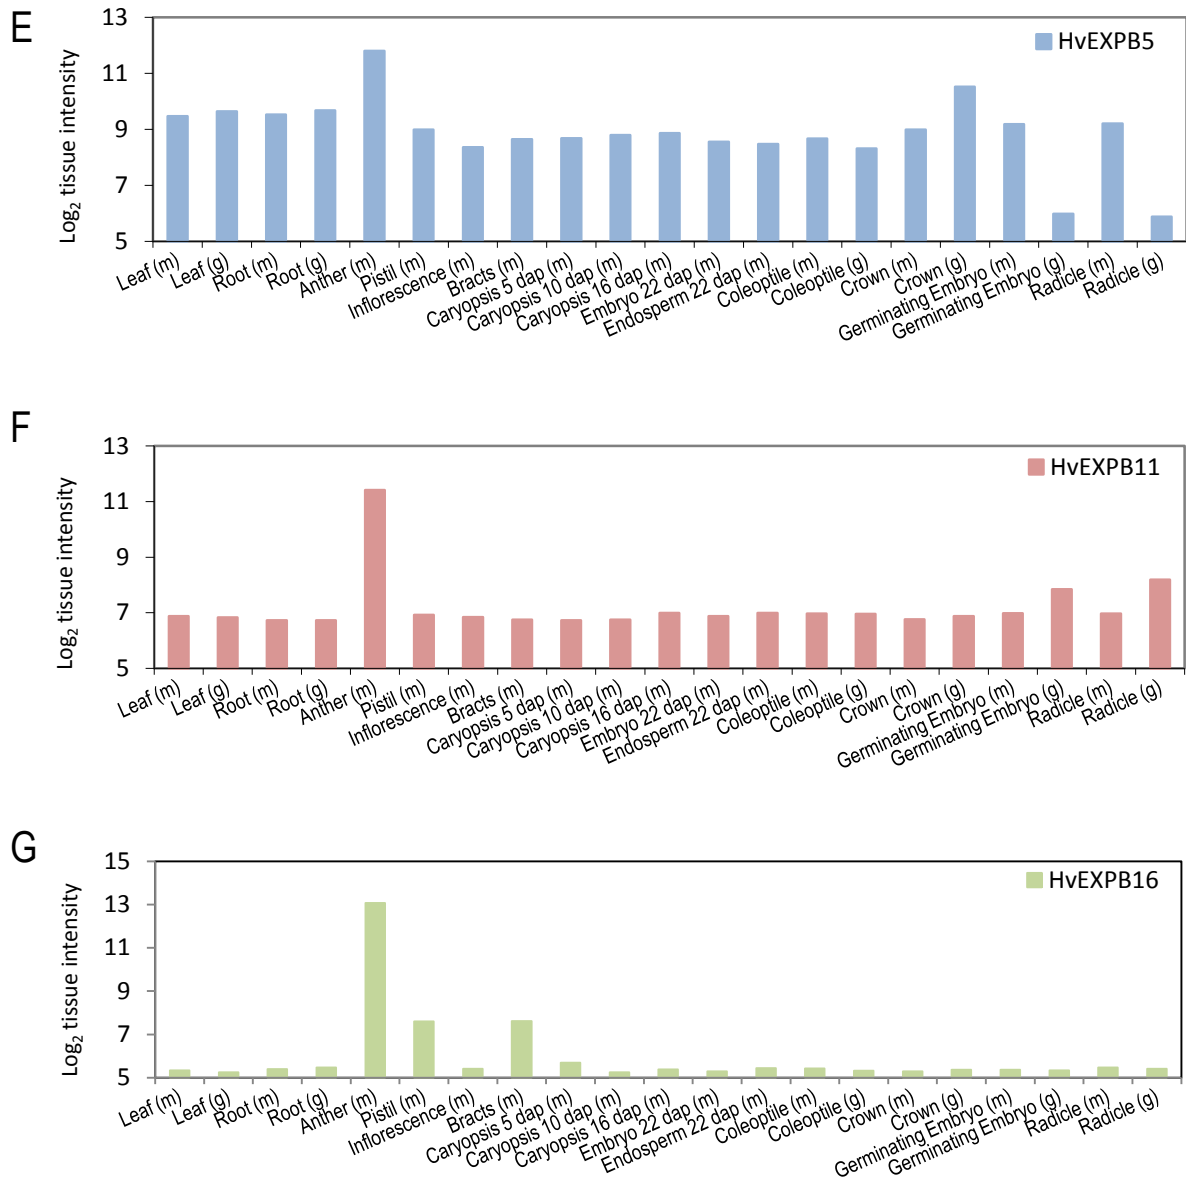 E
13
11
9
7
5
Log₂ tissue intensity
HvEXPB5
Leaf (m)
Leaf (g)
Root (m)
Root (g)
Anther (m)
Pistil (m)
Inflorescence (m)
Bracts (m)
Caryopsis 5 dap (m)
Caryopsis 10 dap (m)
Caryopsis 16 dap (m)
Embryo 22 dap (m)
Endosperm 22 dap (m)
Coleoptile (m)
Coleoptile (g)
Crown (m)
Crown (g)
Germinating Embryo (m)
Germinating Embryo (g)
Radicle (m)
Radicle (g)
F
13
11
9
7
5
Log₂ tissue intensity
HvEXPB11
Leaf (m)
Leaf (g)
Root (m)
Root (g)
Anther (m)
Pistil (m)
Inflorescence (m)
Bracts (m)
Caryopsis 5 dap (m)
Caryopsis 10 dap (m)
Caryopsis 16 dap (m)
Embryo 22 dap (m)
Endosperm 22 dap (m)
Coleoptile (m)
Coleoptile (g)
Crown (m)
Crown (g)
Germinating Embryo (m)
Germinating Embryo (g)
Radicle (m)
Radicle (g)
G
15
13
11
9
7
5
Log₂ tissue intensity
HvEXPB16
Leaf (m)
Leaf (g)
Root (m)
Root (g)
Anther (m)
Pistil (m)
Inflorescence (m)
Bracts (m)
Caryopsis 5 dap (m)
Caryopsis 10 dap (m)
Caryopsis 16 dap (m)
Embryo 22 dap (m)
Endosperm 22 dap (m)
Coleoptile (m)
Coleoptile (g)
Crown (m)
Crown (g)
Germinating Embryo (m)
Germinating Embryo (g)
Radicle (m)
Radicle (g)